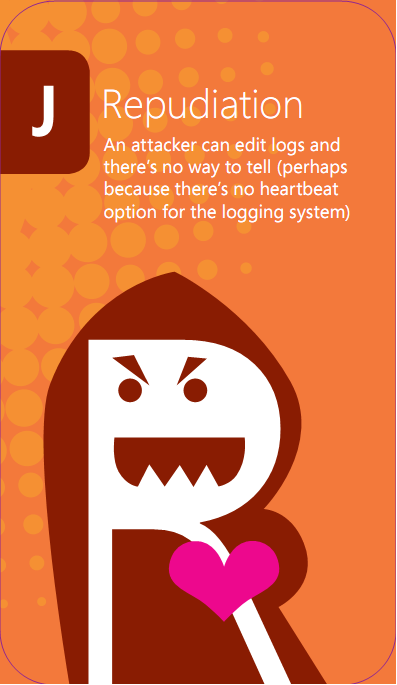 J
Repudiation
An attacker can edit logs and
there's no way to tell (perhaps
because there's no heartbeat
option for the logging system)